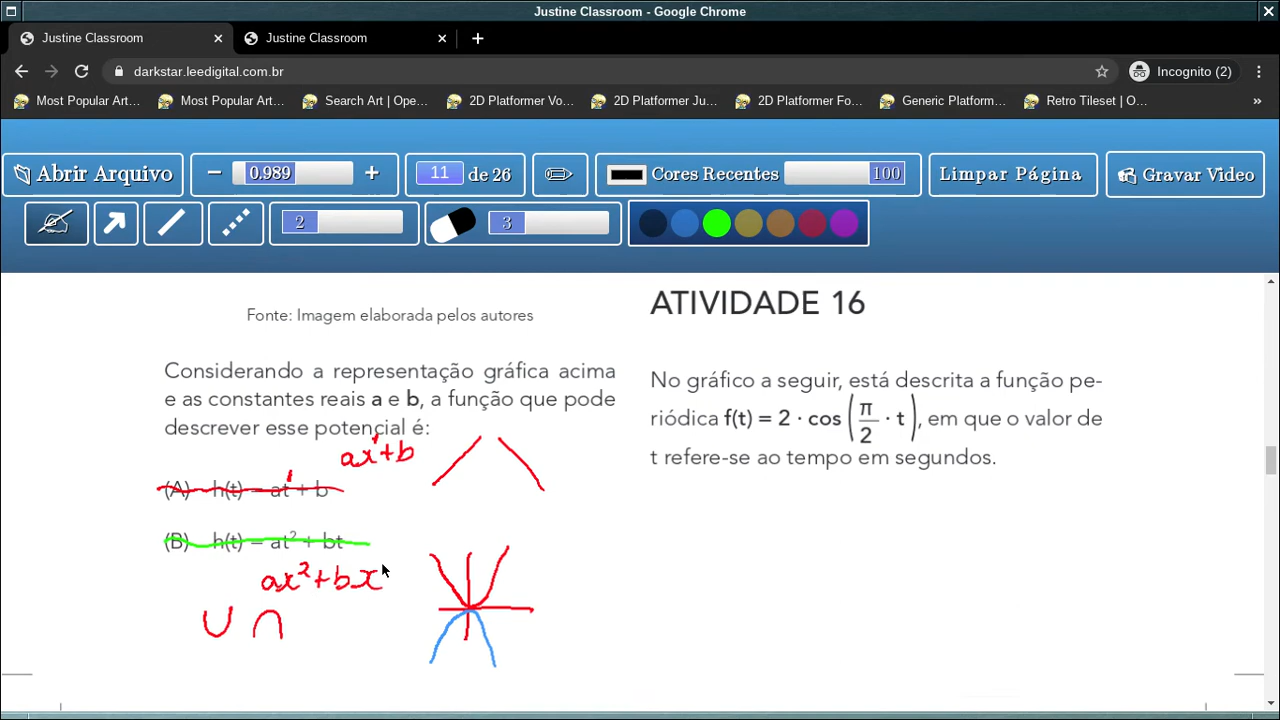 Justine Classroom - Google Chrome
Justine Classroom
Justine Classroom
darkstar.leedigital.com.br
Incognito (2)
Most Popular Art…
Most Popular Art…
Search Art | Ope…
2D Platformer Vo…
2D Platformer Ju…
2D Platformer Fo…
Generic Platform…
Retro Tileset | O…
»
Abrir Arquivo
− 0.989 +
11 de 26
Cores Recentes 100
Limpar Página
Gravar Video
2
3
Fonte: Imagem elaborada pelos autores
Considerando a representação gráfica acima
e as constantes reais a e b, a função que pode
descrever esse potencial é:
ax¹+b
(A) h(t) = at¹ + b
(B) h(t) = at² + bt
ax²+bx
ATIVIDADE 16
No gráfico a seguir, está descrita a função pe-
riódica f(t) = 2 · cos (π/2 · t), em que o valor de
t refere-se ao tempo em segundos.